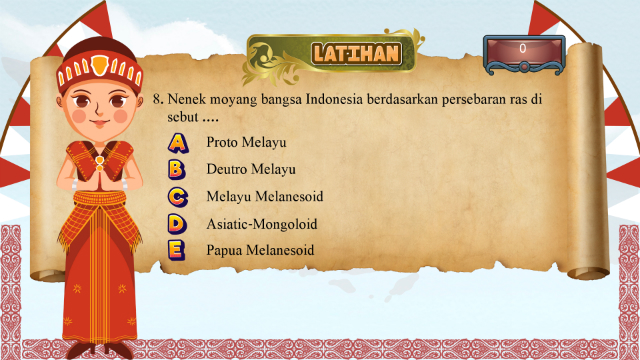 LATIHAN
0
8. Nenek moyang bangsa Indonesia berdasarkan persebaran ras di
sebut ....
A Proto Melayu
B Deutro Melayu
C Melayu Melanesoid
D Asiatic-Mongoloid
E Papua Melanesoid